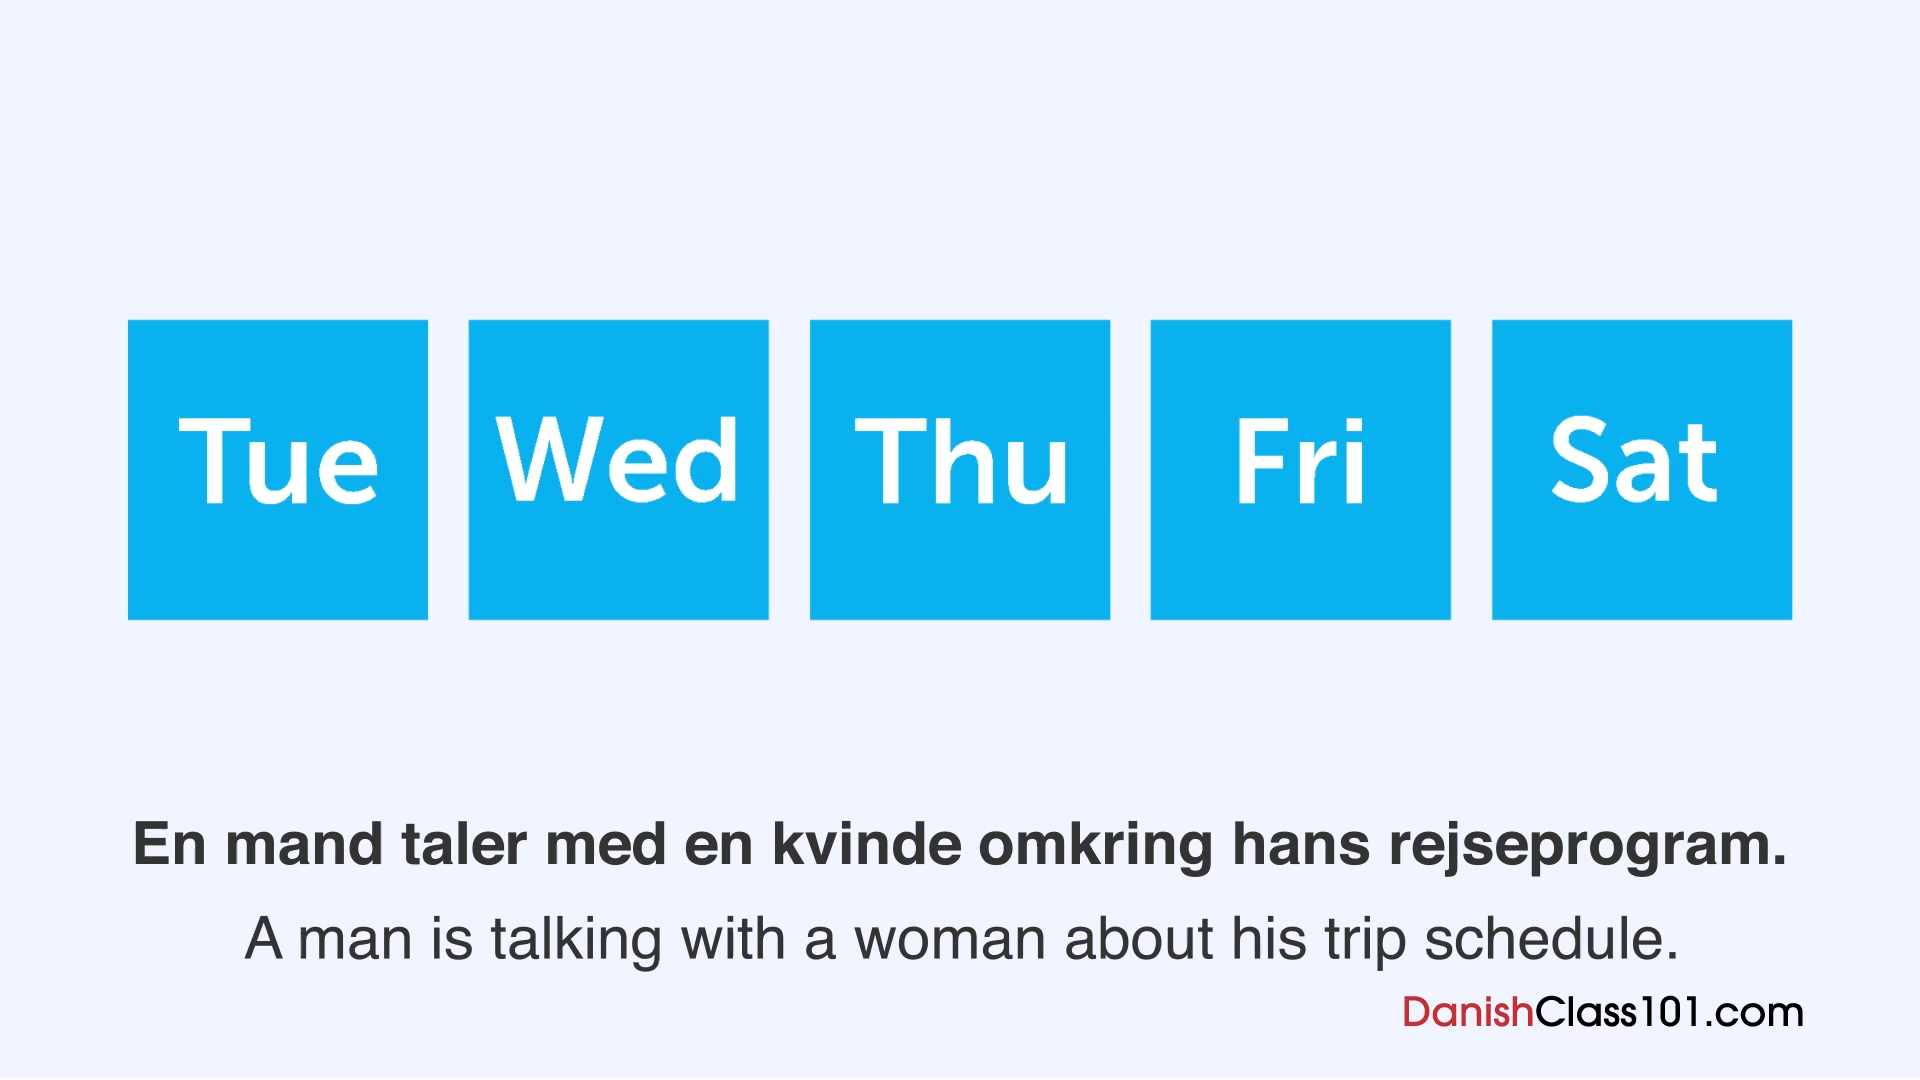 Tue Wed Thu Fri Sat
En mand taler med en kvinde omkring hans rejseprogram.
A man is talking with a woman about his trip schedule.
DanishClass101.com